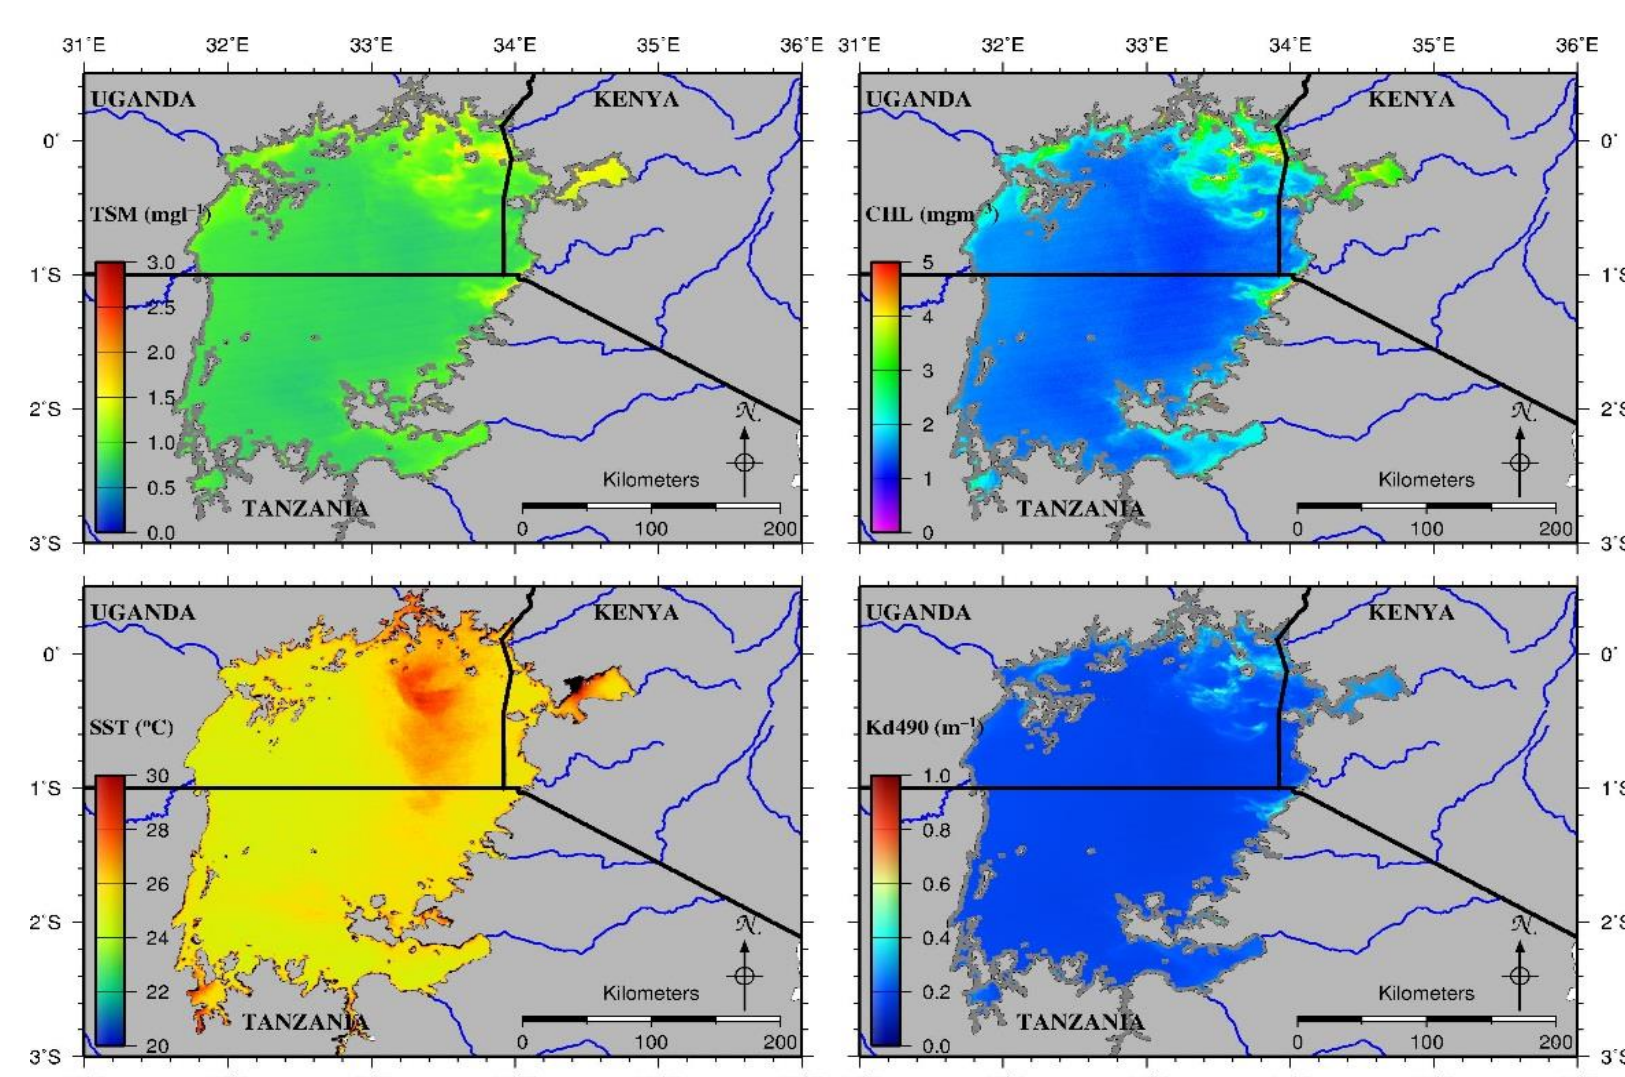 31°E 32°E 33°E 34°E 35°E 36°E 31°E 32°E 33°E 34°E 35°E 36°E
UGANDA KENYA UGANDA KENYA
0° 0°
TSM (mgl⁻¹) CHL (mgm⁻³)
3.0 5
1°S 1°S
2.5
4
2.0
3
1.5
2°S N N 2°S
1.0 2
Kilometers Kilometers
0.5 1
TANZANIA TANZANIA
0.0 0 100 200 0 0 100 200
3°S 3°S
UGANDA KENYA UGANDA KENYA
0° 0°
SST (°C) Kd490 (m⁻¹)
30 1.0
1°S 1°S
28 0.8
26 0.6
2°S N N 2°S
24 0.4
22 Kilometers 0.2 Kilometers
TANZANIA TANZANIA
20 0 100 200 0.0 0 100 200
3°S 3°S